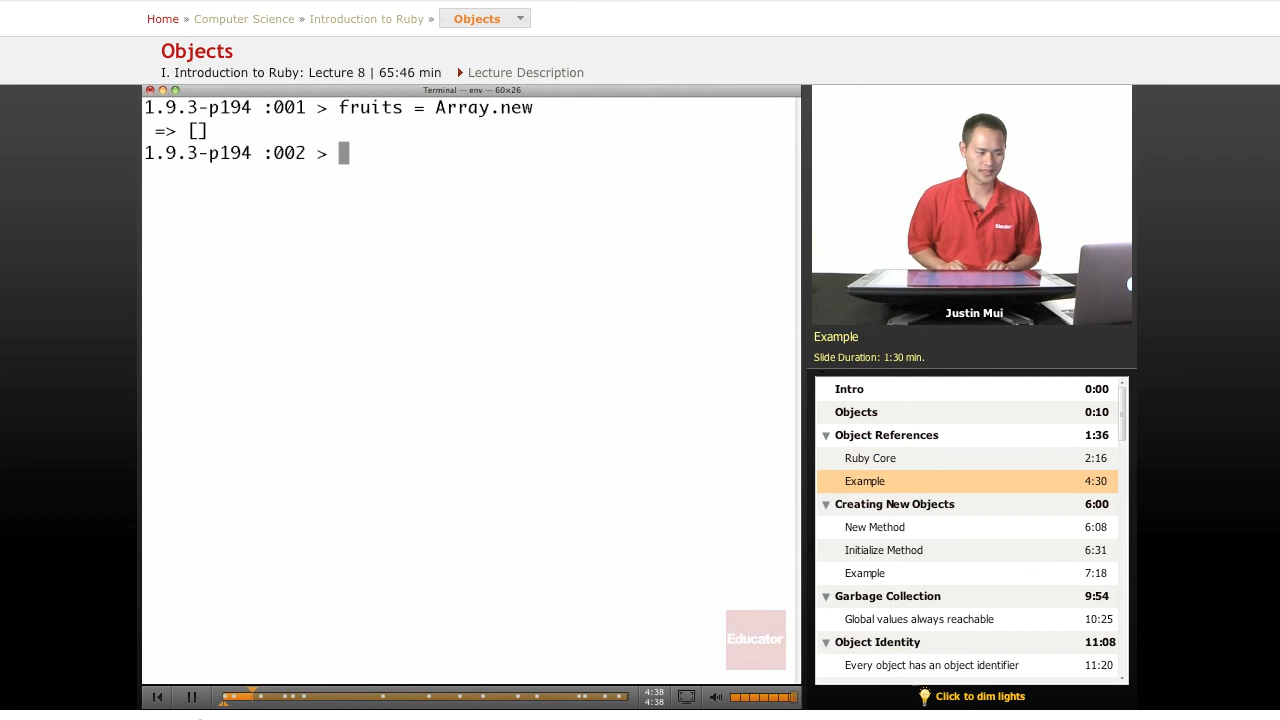 Home » Computer Science » Introduction to Ruby » Objects
Objects
I. Introduction to Ruby: Lecture 8 | 65:46 min Lecture Description
Terminal — env — 60×26
1.9.3-p194 :001 > fruits = Array.new
=> []
1.9.3-p194 :002 >
Educator
4:38
4:38
Educator
Justin Mui
Example
Slide Duration: 1:30 min.
Intro 0:00
Objects 0:10
Object References 1:36
Ruby Core 2:16
Example 4:30
Creating New Objects 6:00
New Method 6:08
Initialize Method 6:31
Example 7:18
Garbage Collection 9:54
Global values always reachable 10:25
Object Identity 11:08
Every object has an object identifier 11:20
Click to dim lights